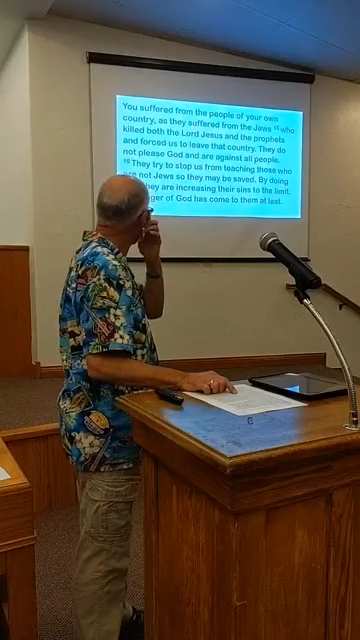 You suffered from the people of your own
country, as they suffered from the Jews 15 who
killed both the Lord Jesus and the prophets
and forced us to leave that country. They do
not please God and are against all people.
16 They try to stop us from teaching those who
are not Jews so they may be saved. By doing
they are increasing their sins to the limit.
of God has come to them at last.